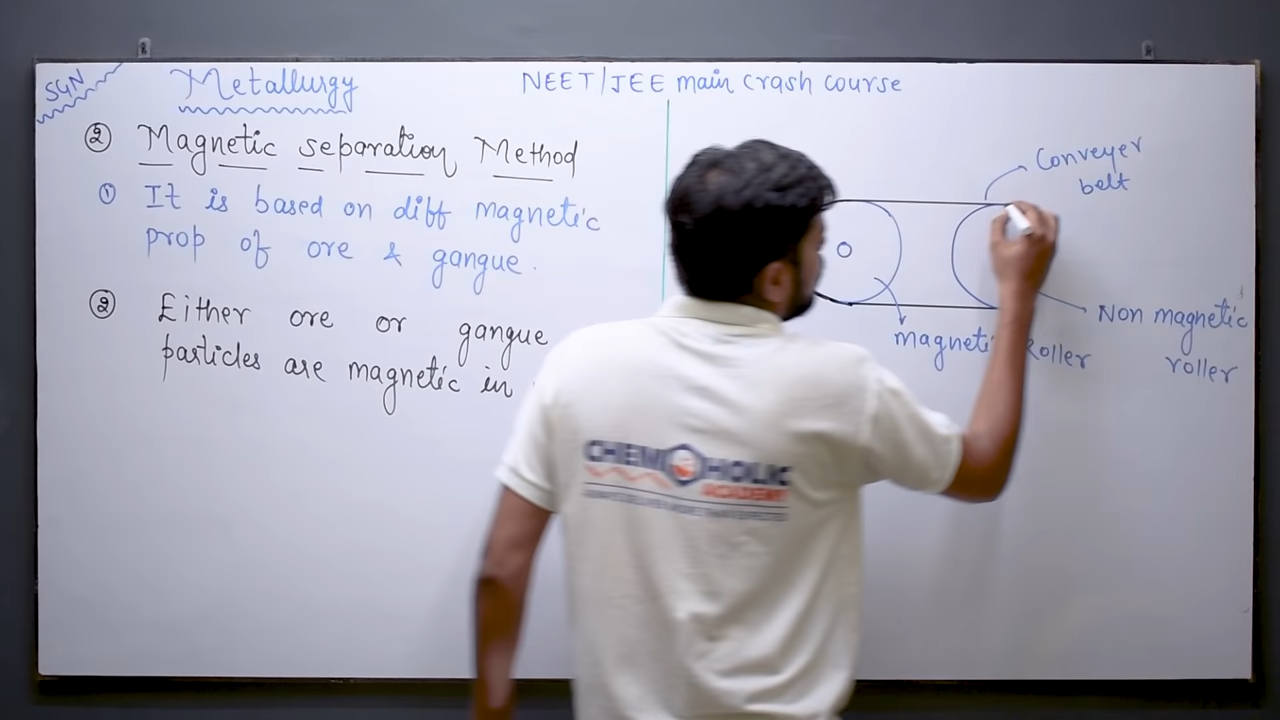 SGN
Metallurgy
NEET/JEE main crash course
② Magnetic separation Method
① It is based on diff magnetic
prop of ore & gangue.
② Either ore or gangue
particles are magnetic in
Conveyer
belt
Non magnetic
roller
magnetic Roller
CHEMOHOLIC
ACADEMY